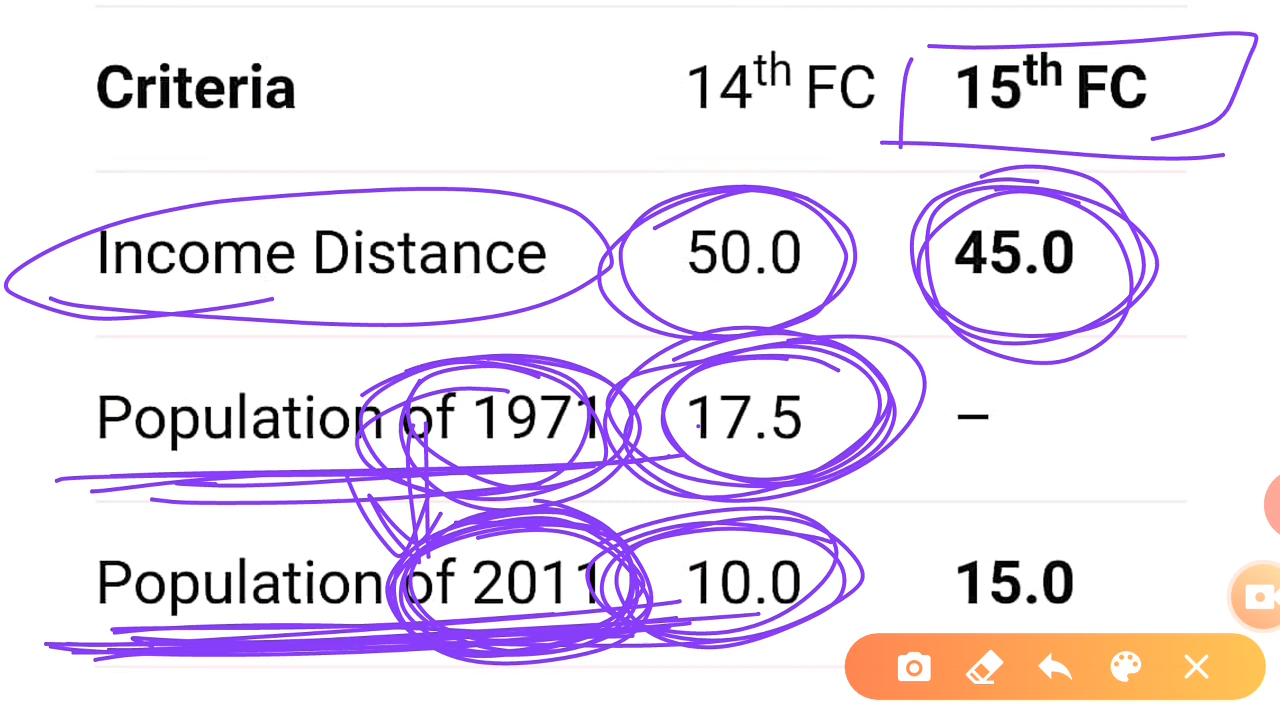 Criteria 14th FC 15th FC
Income Distance 50.0 45.0
Population of 1971 17.5 –
Population of 2011 10.0 15.0